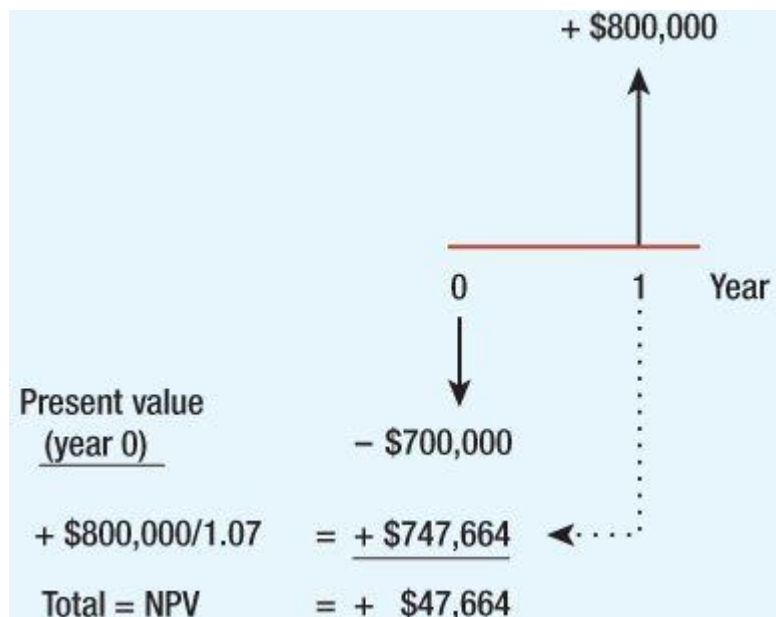 + $800,000
0 1 Year
Present value
(year 0) – $700,000
+ $800,000/1.07 = + $747,664
Total = NPV = + $47,664